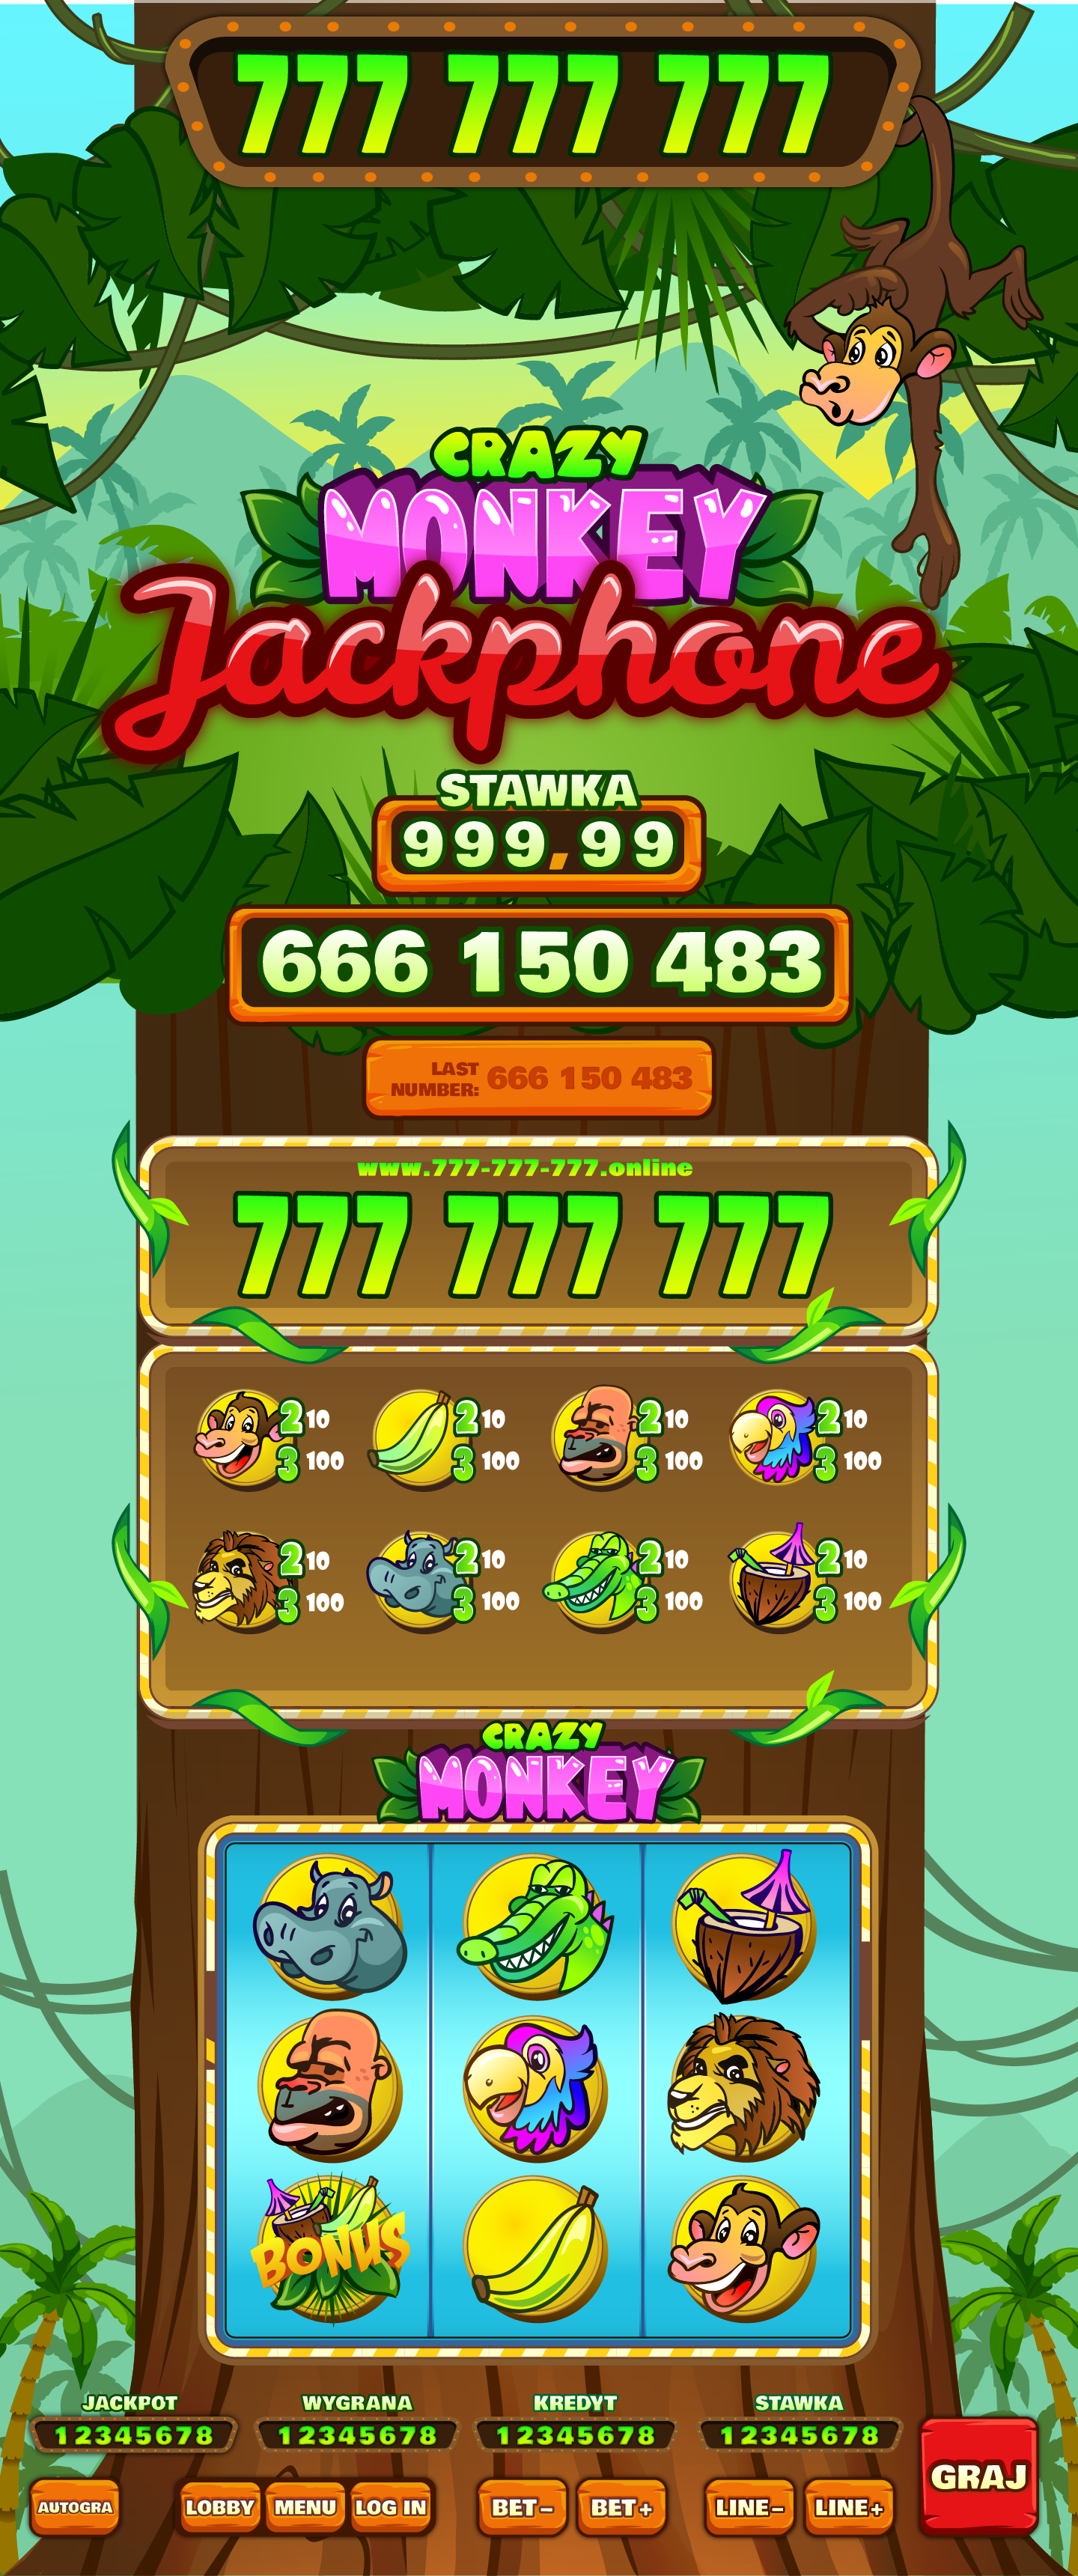 777 777 777
CRAZY
MONKEY
Jackphone
STAWKA
999,99
666 150 483
LAST
NUMBER: 666 150 483
www.777-777-777.online
777 777 777
2 10 2 10 2 10 2 10
3 100 3 100 3 100 3 100
2 10 2 10 2 10 2 10
3 100 3 100 3 100 3 100
CRAZY
MONKEY
BONUS
JACKPOT WYGRANA KREDYT STAWKA
12345678 12345678 12345678 12345678
GRAJ
AUTOGRA LOBBY MENU LOG IN BET- BET+ LINE- LINE+